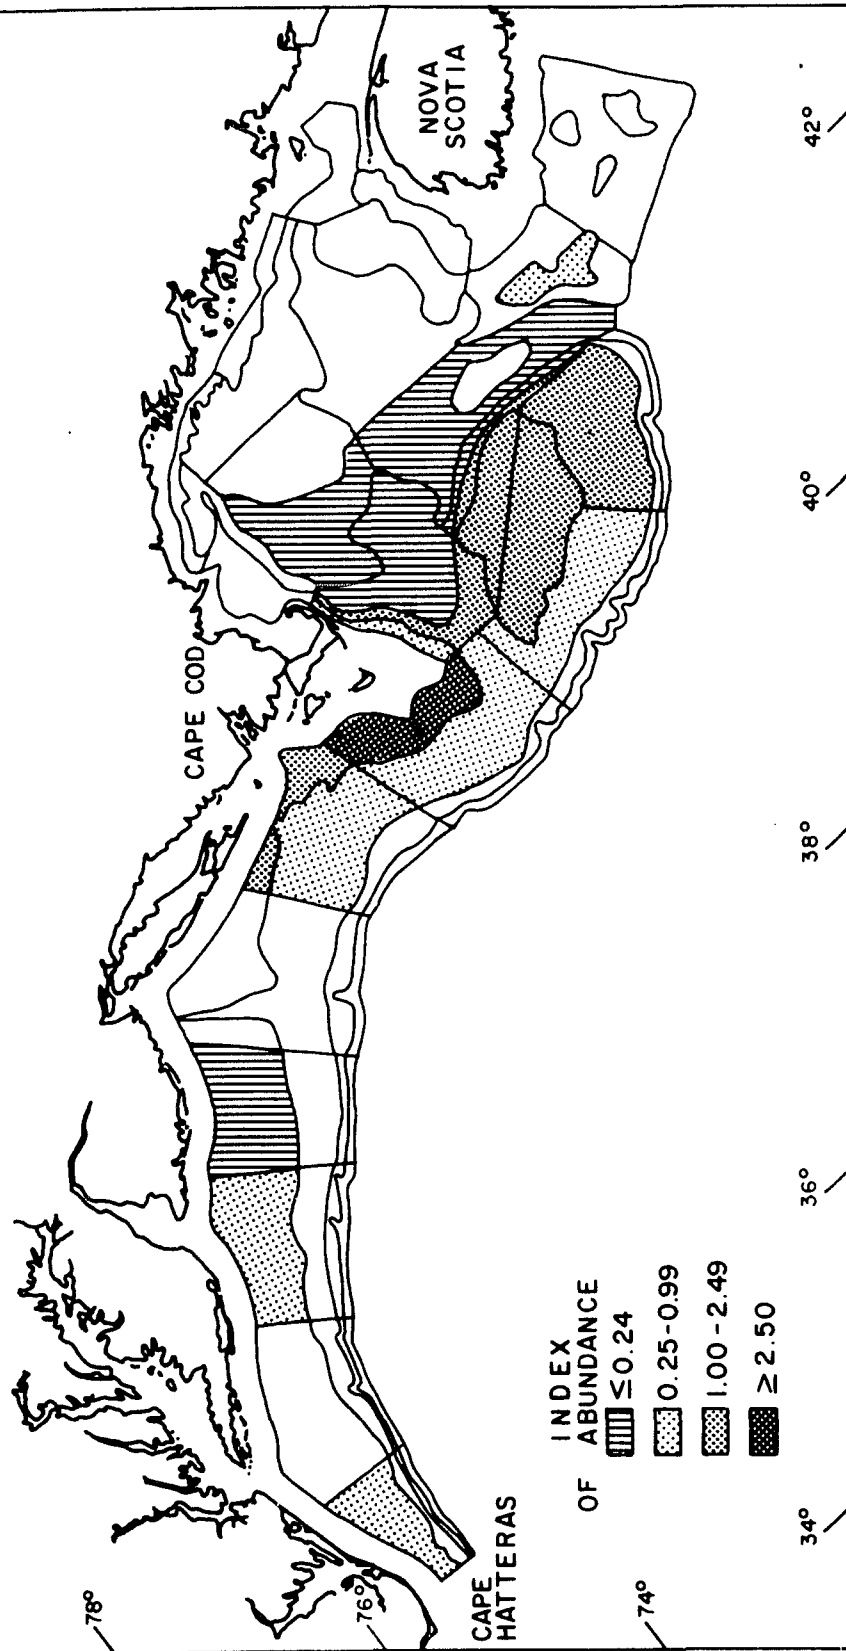 NOVA
SCOTIA
CAPE COD
CAPE
HATTERAS
INDEX
OF ABUNDANCE
≤0.24
0.25-0.99
1.00-2.49
≥2.50
78°
76°
74°
34°
36°
38°
40°
42°